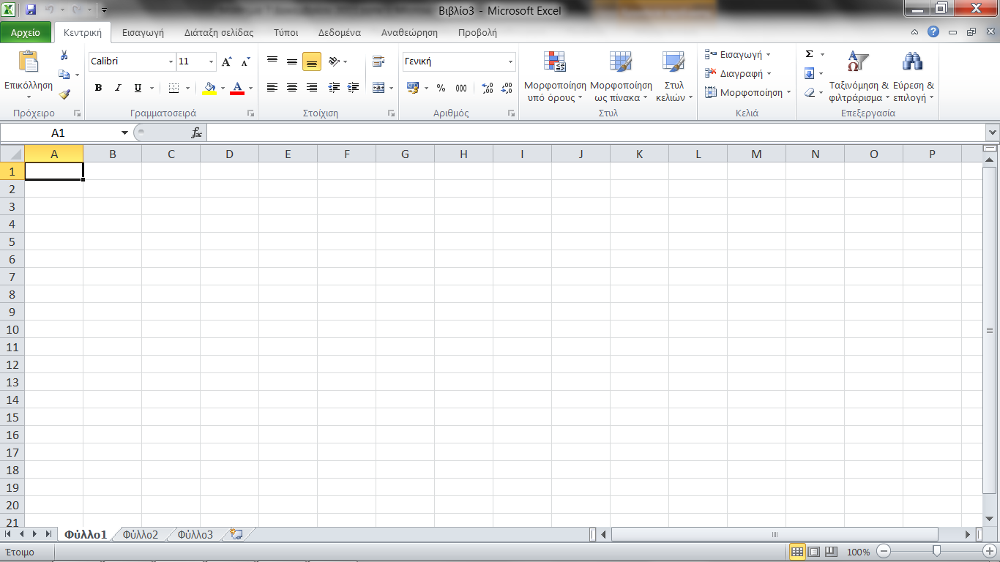 Βιβλίο3 - Microsoft Excel
Αρχείο Κεντρική Εισαγωγή Διάταξη σελίδας Τύποι Δεδομένα Αναθεώρηση Προβολή
Επικόλληση
Πρόχειρο
Calibri 11
B I U A
Γραμματοσειρά
Στοίχιση
Γενική
% 000
Αριθμός
Μορφοποίηση υπό όρους
Μορφοποίηση ως πίνακα
Στυλ κελιών
Στυλ
Εισαγωγή
Διαγραφή
Μορφοποίηση
Κελιά
Σ
Ταξινόμηση & φιλτράρισμα
Εύρεση & επιλογή
Επεξεργασία
A1 fx
A B C D E F G H I J K L M N O P
1
2
3
4
5
6
7
8
9
10
11
12
13
14
15
16
17
18
19
20
21
Φύλλο1 Φύλλο2 Φύλλο3
Έτοιμο 100%